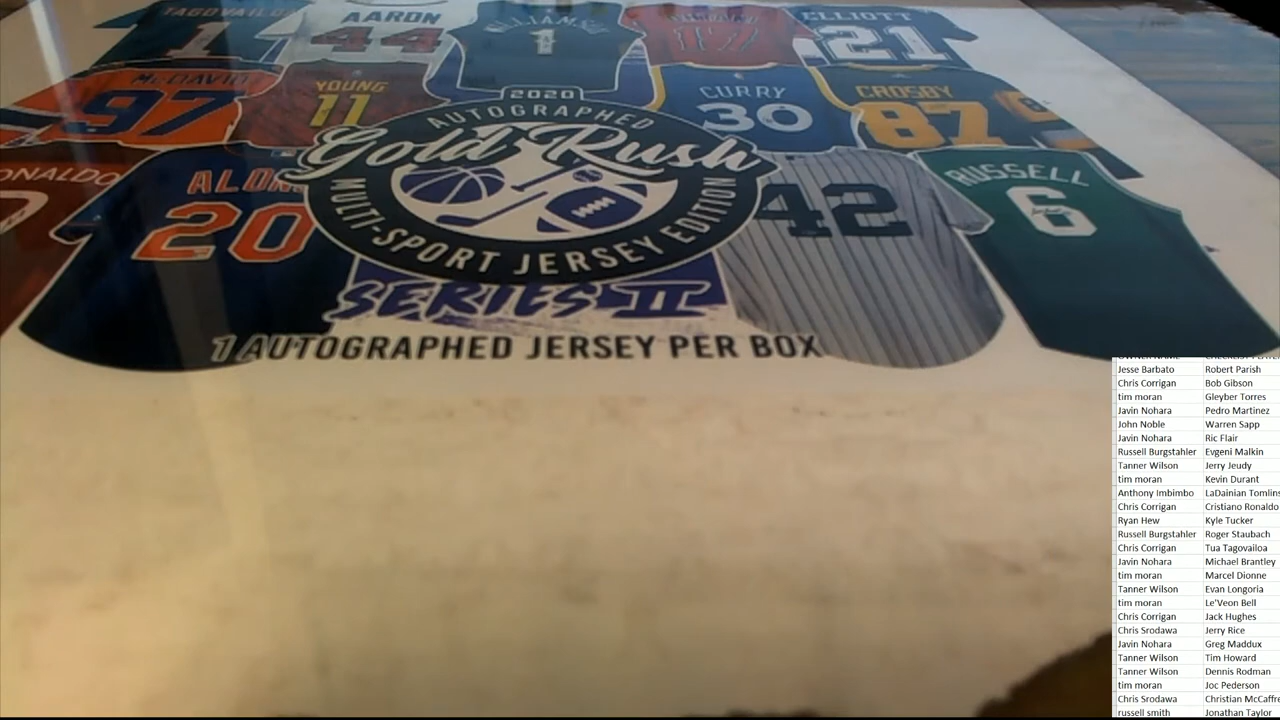 TAGOVAILOA
1
AARON
44
WILLIAMSON
1
ELLIOTT
21
McDAVID
97
YOUNG
11
CURRY
30
CROSBY
87
2020
AUTOGRAPHED
Gold Rush
MULTI-SPORT JERSEY EDITION
SERIES II
ONALDO
ALON
20
42
RUSSELL
6
1 AUTOGRAPHED JERSEY PER BOX
Jesse Barbato Robert Parish
Chris Corrigan Bob Gibson
tim moran Gleyber Torres
Javin Nohara Pedro Martinez
John Noble Warren Sapp
Javin Nohara Ric Flair
Russell Burgstahler Evgeni Malkin
Tanner Wilson Jerry Jeudy
tim moran Kevin Durant
Anthony Imbimbo LaDainian Tomlins
Chris Corrigan Cristiano Ronaldo
Ryan Hew Kyle Tucker
Russell Burgstahler Roger Staubach
Chris Corrigan Tua Tagovailoa
Javin Nohara Michael Brantley
tim moran Marcel Dionne
Tanner Wilson Evan Longoria
tim moran Le'Veon Bell
Chris Corrigan Jack Hughes
Chris Srodawa Jerry Rice
Javin Nohara Greg Maddux
Tanner Wilson Tim Howard
Tanner Wilson Dennis Rodman
tim moran Joc Pederson
Chris Srodawa Christian McCaffre
russell smith Jonathan Taylor